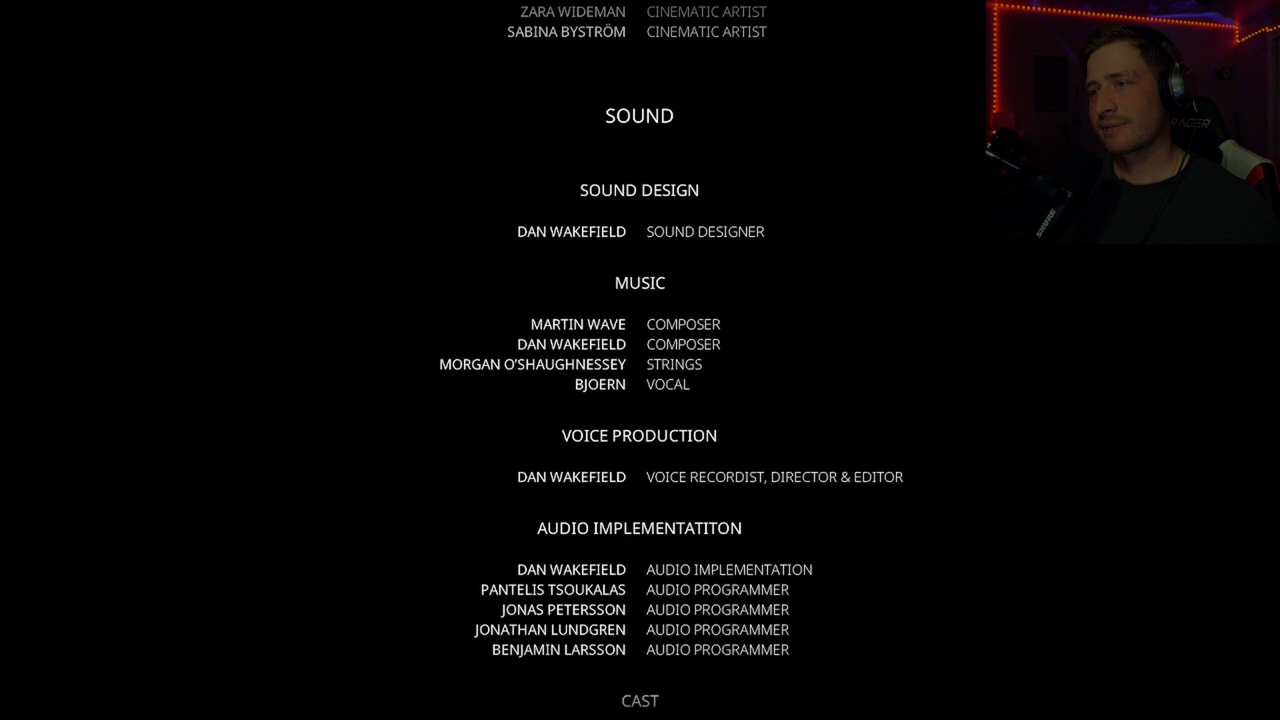 ZARA WIDEMAN CINEMATIC ARTIST
SABINA BYSTRÖM CINEMATIC ARTIST
SOUND
SOUND DESIGN
DAN WAKEFIELD SOUND DESIGNER
MUSIC
MARTIN WAVE COMPOSER
DAN WAKEFIELD COMPOSER
MORGAN O'SHAUGHNESSEY STRINGS
BJOERN VOCAL
VOICE PRODUCTION
DAN WAKEFIELD VOICE RECORDIST, DIRECTOR & EDITOR
AUDIO IMPLEMENTATITON
DAN WAKEFIELD AUDIO IMPLEMENTATION
PANTELIS TSOUKALAS AUDIO PROGRAMMER
JONAS PETERSSON AUDIO PROGRAMMER
JONATHAN LUNDGREN AUDIO PROGRAMMER
BENJAMIN LARSSON AUDIO PROGRAMMER
CAST
RACER
SHURE